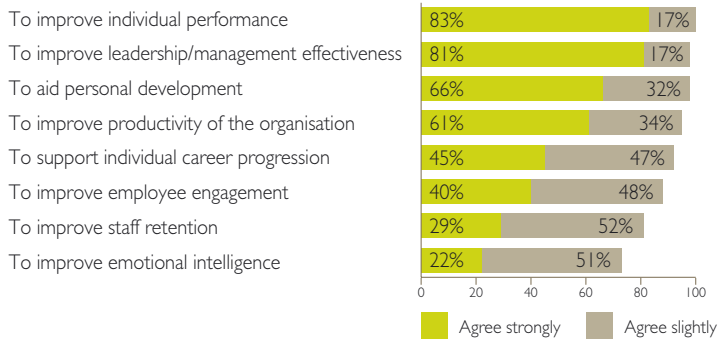 To improve individual performance 83% 17%
To improve leadership/management effectiveness 81% 17%
To aid personal development 66% 32%
To improve productivity of the organisation 61% 34%
To support individual career progression 45% 47%
To improve employee engagement 40% 48%
To improve staff retention 29% 52%
To improve emotional intelligence 22% 51%
0 20 40 60 80 100
Agree strongly Agree slightly